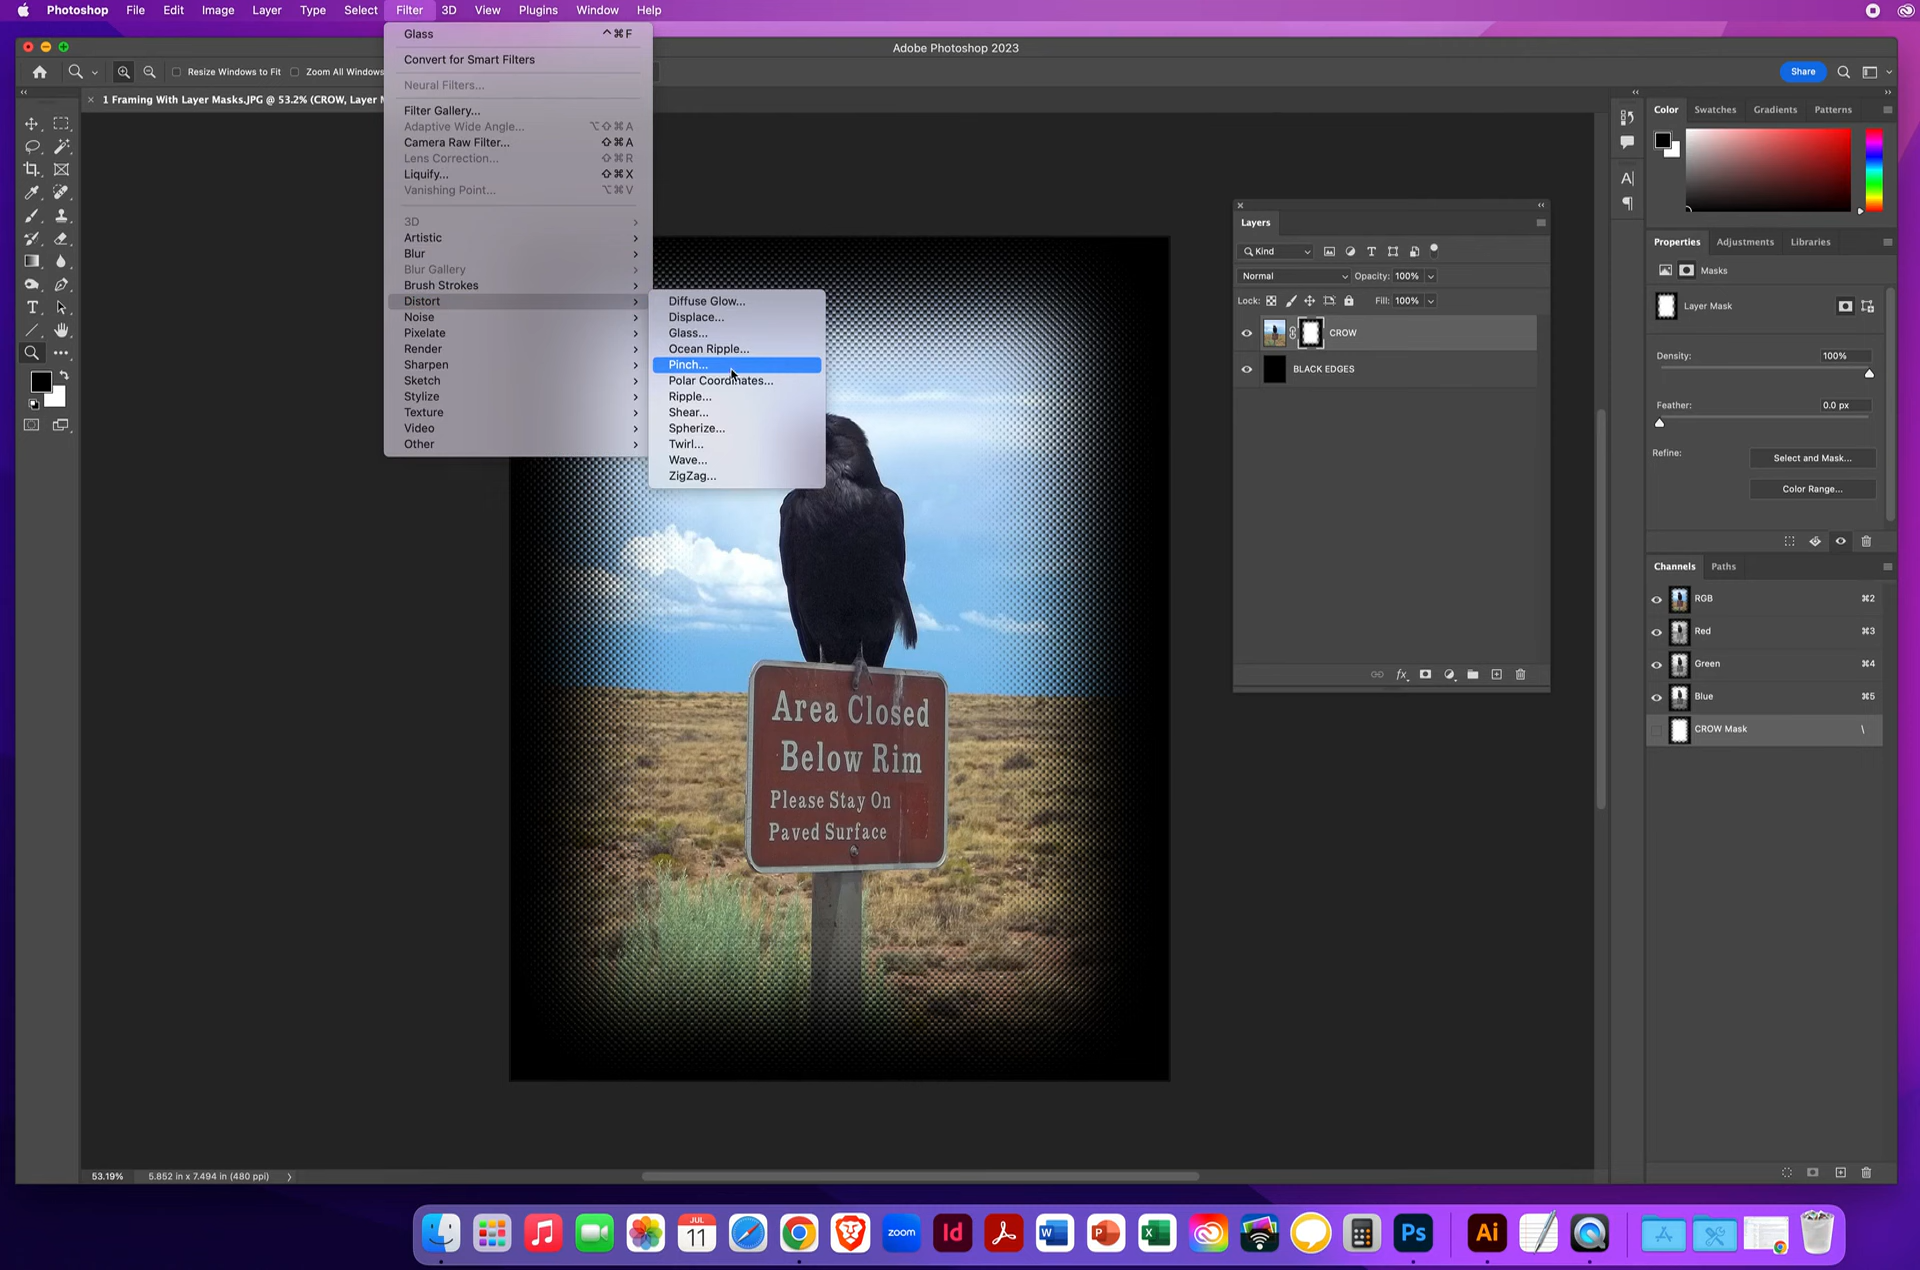 Photoshop File Edit Image Layer Type Select Filter 3D View Plugins Window Help
Adobe Photoshop 2023
Resize Windows to Fit Zoom All Windows
Share
1 Framing With Layer Masks.JPG @ 53.2% (CROW, Layer M
Glass ^⌘F
Convert for Smart Filters
Neural Filters...
Filter Gallery...
Adaptive Wide Angle... ⌥⇧⌘A
Camera Raw Filter... ⇧⌘A
Lens Correction... ⇧⌘R
Liquify... ⇧⌘X
Vanishing Point... ⌥⌘V
3D
Artistic
Blur
Blur Gallery
Brush Strokes
Distort
Noise
Pixelate
Render
Sharpen
Sketch
Stylize
Texture
Video
Other
Diffuse Glow...
Displace...
Glass...
Ocean Ripple...
Pinch...
Polar Coordinates...
Ripple...
Shear...
Spherize...
Twirl...
Wave...
ZigZag...
Area Closed
Below Rim
Please Stay On
Paved Surface
Layers
Kind
Normal Opacity: 100%
Lock: Fill: 100%
CROW
BLACK EDGES
Color Swatches Gradients Patterns
Properties Adjustments Libraries
Masks
Layer Mask
Density: 100%
Feather: 0.0 px
Refine: Select and Mask...
Color Range...
Channels Paths
RGB ⌘2
Red ⌘3
Green ⌘4
Blue ⌘5
CROW Mask \
53.19% 5.852 in x 7.494 in (480 ppi)
JUL
11
zoom
Id
W
P
X
Ps
Ai